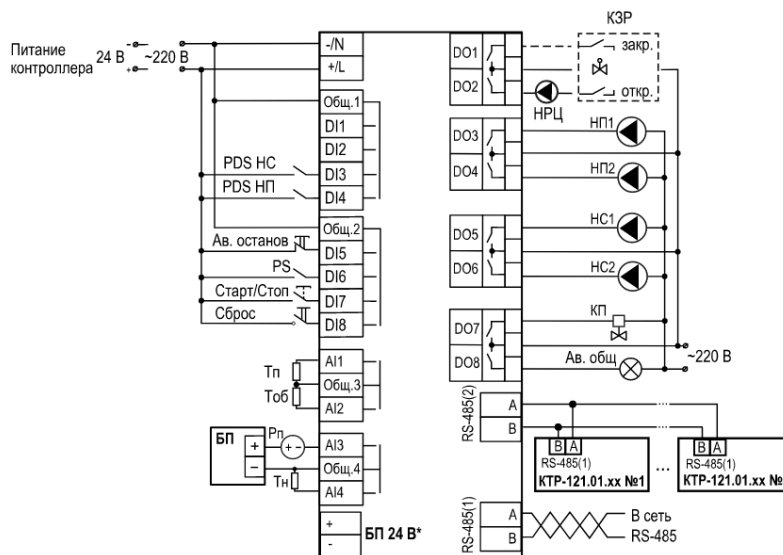 Питание контроллера
24 В
~220 В
-
+
-/N
+/L
Общ.1
DI1
DI2
PDS НС
DI3
PDS НП
DI4
Общ.2
Ав. останов
DI5
PS
DI6
Старт/Стоп
DI7
Сброс
DI8
Тп
AI1
Общ.3
Тоб
AI2
БП
+
−
Рп
+ -
AI3
Общ.4
Тн
AI4
+
-
БП 24 В*
КЗР
DO1
закр.
DO2
откр.
НРЦ
DO3
НП1
DO4
НП2
DO5
НС1
DO6
НС2
DO7
КП
DO8
Ав. общ
~220 В
RS-485(2)
A
B
B A
RS-485(1)
КТР-121.01.xx №1
...
B A
RS-485(1)
КТР-121.01.xx №
RS-485(1)
A
B
В сеть
RS-485